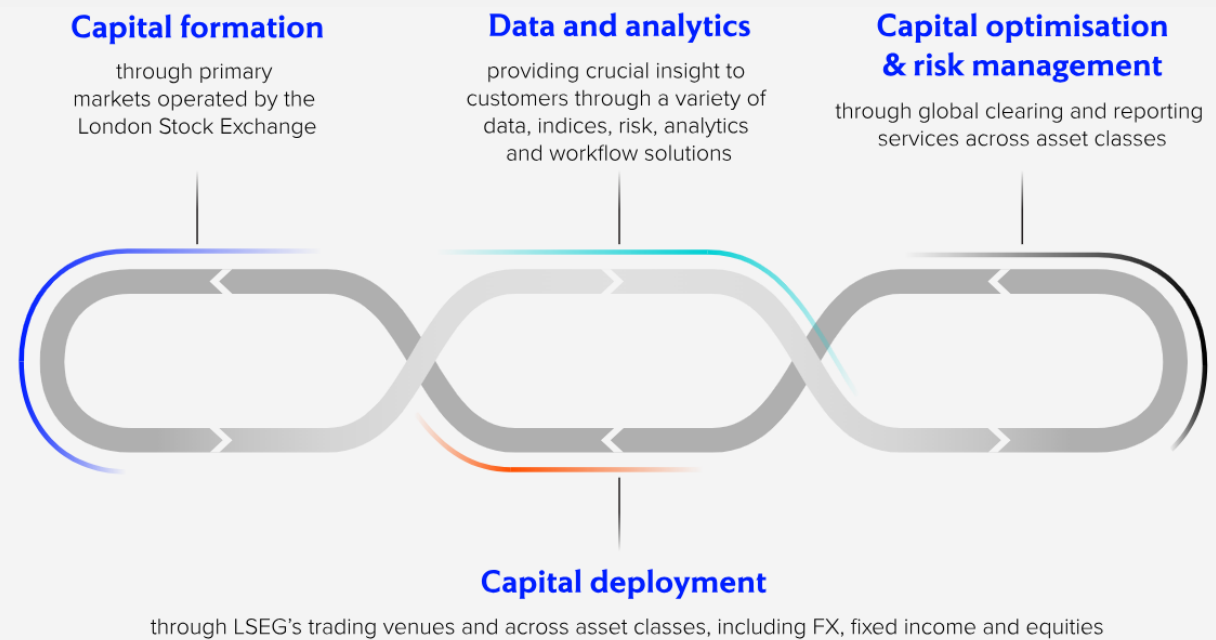 Capital formation
through primary
markets operated by the
London Stock Exchange
Data and analytics
providing crucial insight to
customers through a variety of
data, indices, risk, analytics
and workflow solutions
Capital optimisation
& risk management
through global clearing and reporting
services across asset classes
Capital deployment
through LSEG’s trading venues and across asset classes, including FX, fixed income and equities